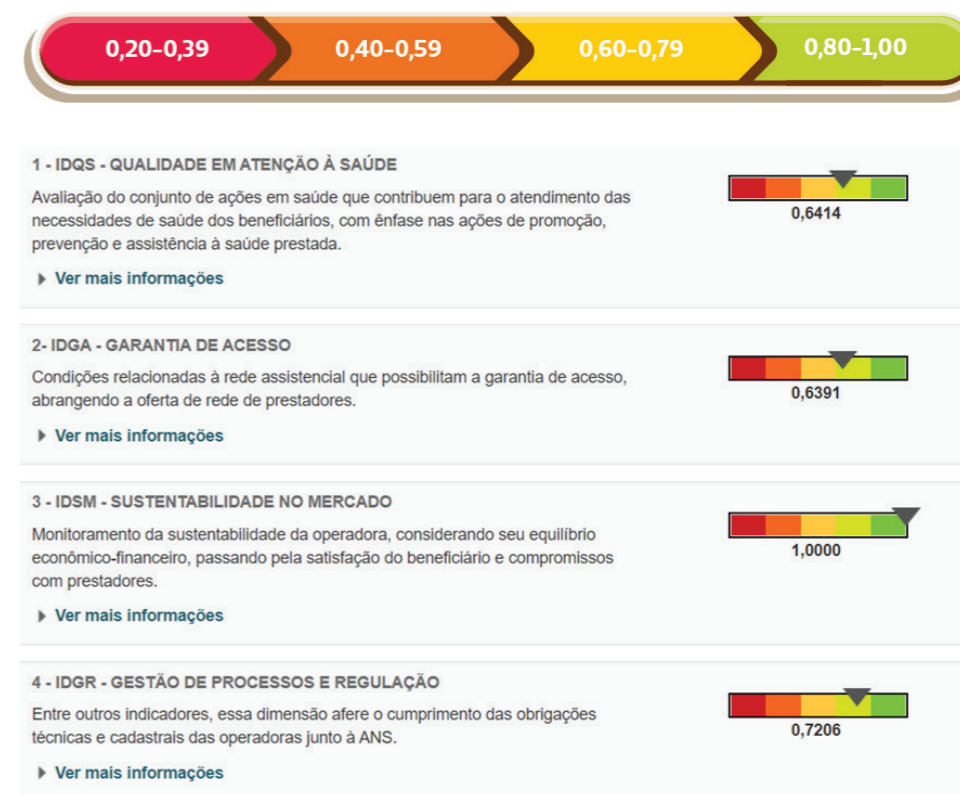 0,20–0,39 0,40–0,59 0,60–0,79 0,80–1,00
1 - IDQS - QUALIDADE EM ATENÇÃO À SAÚDE
Avaliação do conjunto de ações em saúde que contribuem para o atendimento das
necessidades de saúde dos beneficiários, com ênfase nas ações de promoção,
prevenção e assistência à saúde prestada.
Ver mais informações
0,6414
2- IDGA - GARANTIA DE ACESSO
Condições relacionadas à rede assistencial que possibilitam a garantia de acesso,
abrangendo a oferta de rede de prestadores.
Ver mais informações
0,6391
3 - IDSM - SUSTENTABILIDADE NO MERCADO
Monitoramento da sustentabilidade da operadora, considerando seu equilíbrio
econômico-financeiro, passando pela satisfação do beneficiário e compromissos
com prestadores.
Ver mais informações
1,0000
4 - IDGR - GESTÃO DE PROCESSOS E REGULAÇÃO
Entre outros indicadores, essa dimensão afere o cumprimento das obrigações
técnicas e cadastrais das operadoras junto à ANS.
Ver mais informações
0,7206